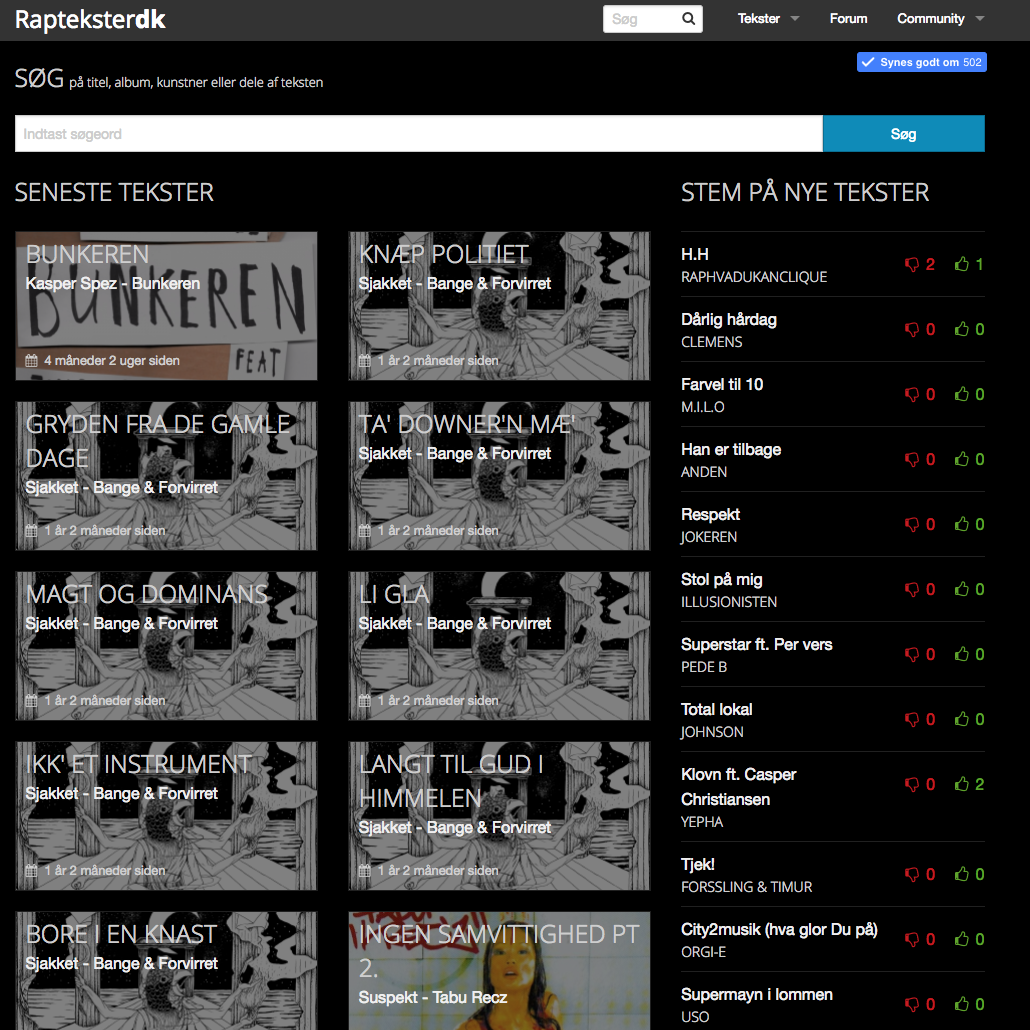 Rapteksterdk
Søg
Tekster
Forum
Community
Synes godt om 502
SØG på titel, album, kunstner eller dele af teksten
Indtast søgeord
Søg
SENESTE TEKSTER
BUNKEREN
Kasper Spez - Bunkeren
BUNKEREN
FEAT
4 måneder 2 uger siden
KNÆP POLITIET
Sjakket - Bange & Forvirret
1 år 2 måneder siden
GRYDEN FRA DE GAMLE
DAGE
Sjakket - Bange & Forvirret
1 år 2 måneder siden
TA' DOWNER'N MÆ'
Sjakket - Bange & Forvirret
1 år 2 måneder siden
MAGT OG DOMINANS
Sjakket - Bange & Forvirret
1 år 2 måneder siden
LI GLA
Sjakket - Bange & Forvirret
1 år 2 måneder siden
IKK' ET INSTRUMENT
Sjakket - Bange & Forvirret
1 år 2 måneder siden
LANGT TIL GUD I
HIMMELEN
Sjakket - Bange & Forvirret
1 år 2 måneder siden
BORE I EN KNAST
Sjakket - Bange & Forvirret
INGEN SAMVITTIGHED PT
2.
Suspekt - Tabu Recz
STEM PÅ NYE TEKSTER
H.H
RAPHVADUKANCLIQUE
2 1
Dårlig hårdag
CLEMENS
0 0
Farvel til 10
M.I.L.O
0 0
Han er tilbage
ANDEN
0 0
Respekt
JOKEREN
0 0
Stol på mig
ILLUSIONISTEN
0 0
Superstar ft. Per vers
PEDE B
0 0
Total lokal
JOHNSON
0 0
Klovn ft. Casper
Christiansen
YEPHA
0 2
Tjek!
FORSSLING & TIMUR
0 0
City2musik (hva glor Du på)
ORGI-E
0 0
Supermayn i lommen
USO
0 0